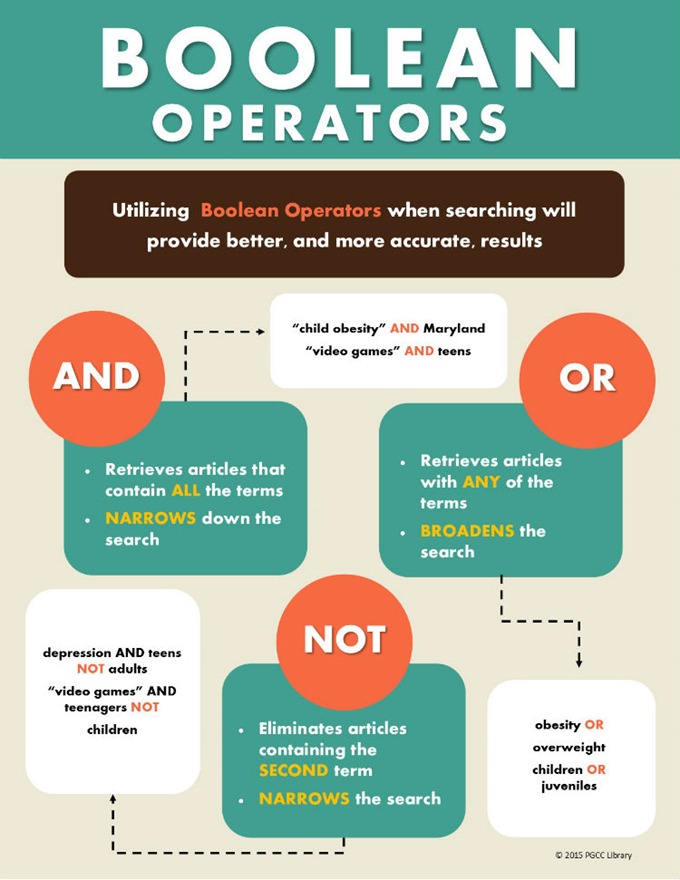 BOOLEAN
OPERATORS
Utilizing Boolean Operators when searching will
provide better, and more accurate, results
“child obesity” AND Maryland
“video games” AND teens
AND
• Retrieves articles that
contain ALL the terms
• NARROWS down the
search
OR
• Retrieves articles
with ANY of the
terms
• BROADENS the
search
depression AND teens
NOT adults
“video games” AND
teenagers NOT
children
NOT
• Eliminates articles
containing the
SECOND term
• NARROWS the search
obesity OR
overweight
children OR
juveniles
© 2015 PGCC Library